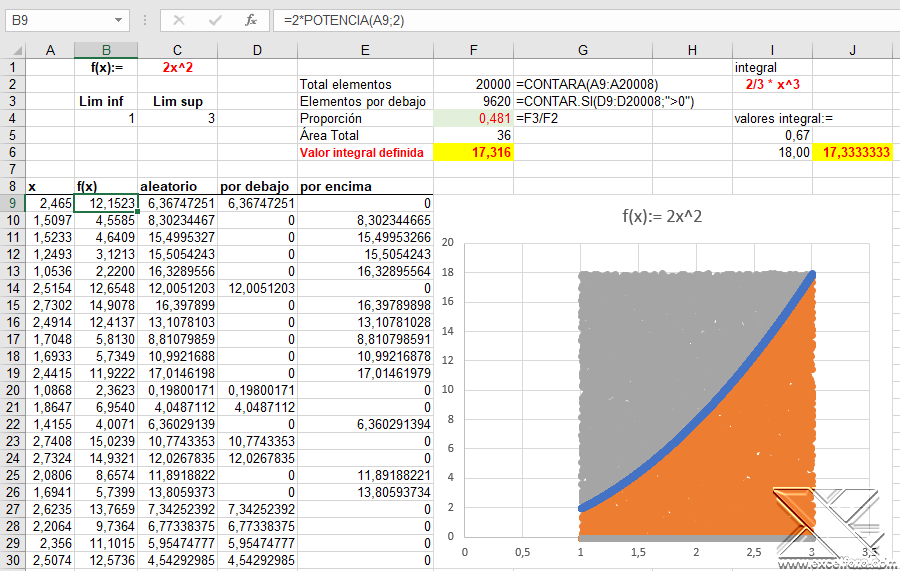 B9 fx =2*POTENCIA(A9;2)
A B C D E F G H I J
1 f(x):= 2x^2 integral
2 Total elementos 20000 =CONTARA(A9:A20008) 2/3 * x^3
3 Lim inf Lim sup Elementos por debajo 9620 =CONTAR.SI(D9:D20008;">0")
4 1 3 Proporción 0,481 =F3/F2 valores integral:=
5 Área Total 36 0,67
6 Valor integral definida 17,316 18,00 17,3333333
7
8 x f(x) aleatorio por debajo por encima
9 2,465 12,1523 6,36747251 6,36747251 0
10 1,5097 4,5585 8,30234467 0 8,302344665
11 1,5233 4,6409 15,4995327 0 15,49953266
12 1,2493 3,1213 15,5054243 0 15,5054243
13 1,0536 2,2200 16,3289556 0 16,32895564
14 2,5154 12,6548 12,0051203 12,0051203 0
15 2,7302 14,9078 16,397899 0 16,39789898
16 2,4914 12,4137 13,1078103 0 13,10781028
17 1,7048 5,8130 8,81079859 0 8,810798591
18 1,6933 5,7349 10,9921688 0 10,99216878
19 2,4415 11,9222 17,0146198 0 17,01461979
20 1,0868 2,3623 0,19800171 0,19800171 0
21 1,8647 6,9540 4,0487112 4,0487112 0
22 1,4155 4,0071 6,36029139 0 6,360291394
23 2,7408 15,0239 10,7743353 10,7743353 0
24 2,7324 14,9321 12,0267835 12,0267835 0
25 2,0806 8,6574 11,8918822 0 11,89188221
26 1,6941 5,7399 13,8059373 0 13,80593734
27 2,6235 13,7659 7,34252392 7,34252392 0
28 2,2064 9,7364 6,77338375 6,77338375 0
29 2,356 11,1015 5,95474777 5,95474777 0
30 2,5074 12,5736 4,54292985 4,54292985 0
f(x):= 2x^2
20
18
16
14
12
10
8
6
4
2
0
0 0,5 1 1,5 2 2,5 3 3,5
www.excelforo.com